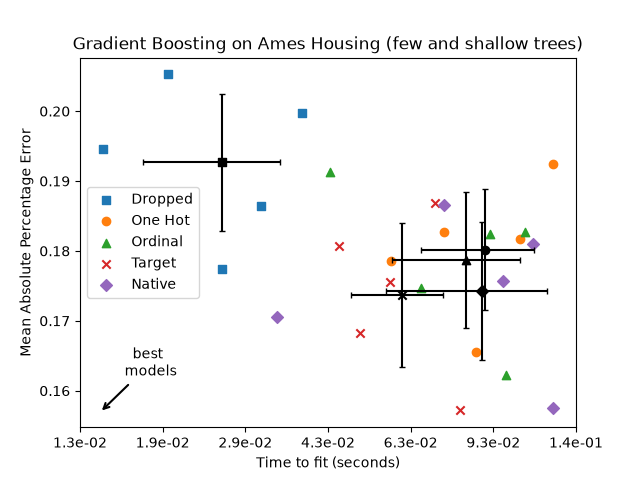 Gradient Boosting on Ames Housing (few and shallow trees)
Mean Absolute Percentage Error
0.20
0.19
0.18
0.17
0.16
Dropped
One Hot
Ordinal
Target
Native
best
models
1.3e-02 1.9e-02 2.9e-02 4.3e-02 6.3e-02 9.3e-02 1.4e-01
Time to fit (seconds)